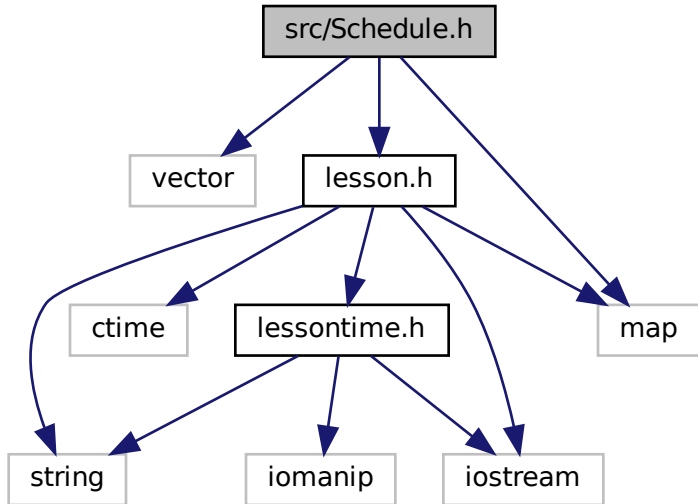 src/Schedule.h
vector
lesson.h
ctime
lessontime.h
map
string
iomanip
iostream